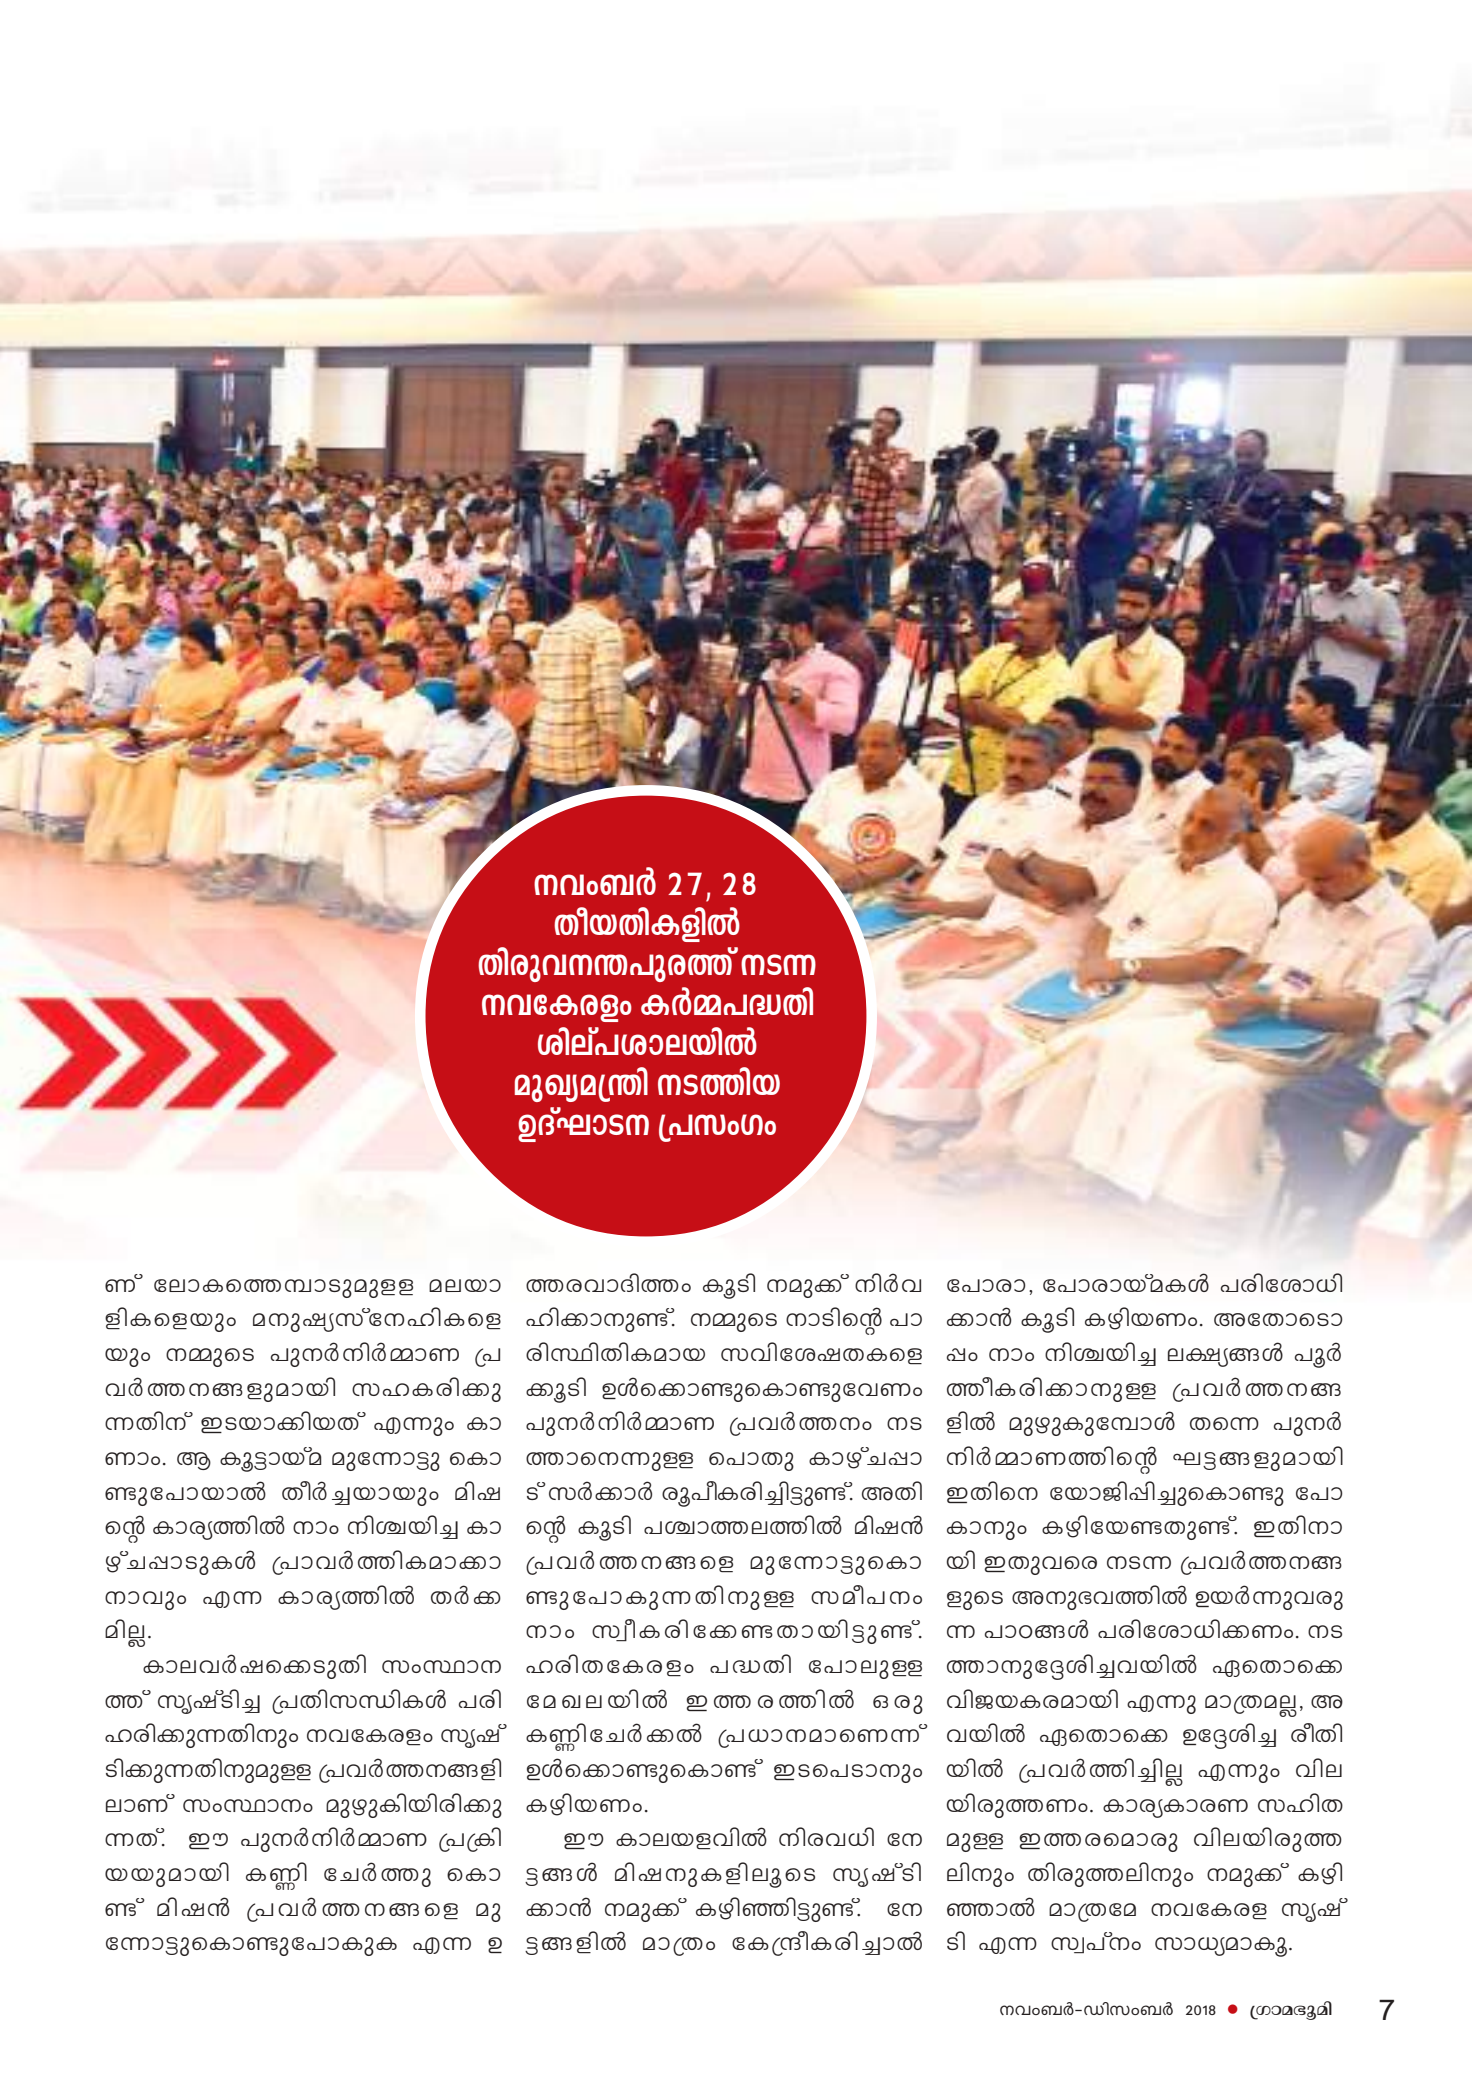 നവംബർ 27, 28
തീയതികളിൽ
തിരുവനന്തപുരത്ത് നടന്ന
നവകേരളം കർമ്മപദ്ധതി
ശില്പശാലയിൽ
മുഖ്യമന്ത്രി നടത്തിയ
ഉദ്ഘാടന പ്രസംഗം
ണ് ലോകത്തെമ്പാടുമുളള മലയാ
ളികളെയും മനുഷ്യസ്നേഹികളെ
യും നമ്മുടെ പുനർനിർമ്മാണ പ്ര
വർത്തനങ്ങളുമായി സഹകരിക്കു
ന്നതിന് ഇടയാക്കിയത് എന്നും കാ
ണാം. ആ കൂട്ടായ്മ മുന്നോട്ടു കൊ
ണ്ടുപോയാൽ തീർച്ചയായും മിഷ
ന്റെ കാര്യത്തിൽ നാം നിശ്ചയിച്ച കാ
ഴ്ചപ്പാടുകൾ പ്രാവർത്തികമാക്കാ
നാവും എന്ന കാര്യത്തിൽ തർക്ക
മില്ല.
കാലവർഷക്കെടുതി സംസ്ഥാന
ത്ത് സൃഷ്ടിച്ച പ്രതിസന്ധികൾ പരി
ഹരിക്കുന്നതിനും നവകേരളം സൃഷ്
ടിക്കുന്നതിനുമുളള പ്രവർത്തനങ്ങളി
ലാണ് സംസ്ഥാനം മുഴുകിയിരിക്കു
ന്നത്. ഈ പുനർനിർമ്മാണ പ്രക്രി
യയുമായി കണ്ണി ചേർത്തു കൊ
ണ്ട് മിഷൻ പ്രവർത്തനങ്ങളെ മു
ന്നോട്ടുകൊണ്ടുപോകുക എന്ന ഉ
ത്തരവാദിത്തം കൂടി നമുക്ക് നിർവ
ഹിക്കാനുണ്ട്. നമ്മുടെ നാടിന്റെ പാ
രിസ്ഥിതികമായ സവിശേഷതകളെ
ക്കൂടി ഉൾക്കൊണ്ടുകൊണ്ടുവേണം
പുനർനിർമ്മാണ പ്രവർത്തനം നട
ത്താനെന്നുളള പൊതു കാഴ്ചപ്പാ
ട് സർക്കാർ രൂപീകരിച്ചിട്ടുണ്ട്. അതി
ന്റെ കൂടി പശ്ചാത്തലത്തിൽ മിഷൻ
പ്രവർത്തനങ്ങളെ മുന്നോട്ടുകൊ
ണ്ടുപോകുന്നതിനുളള സമീപനം
നാം സ്വീകരിക്കേണ്ടതായിട്ടുണ്ട്.
ഹരിതകേരളം പദ്ധതി പോലുളള
മേഖലയിൽ ഇത്തരത്തിൽ ഒരു
കണ്ണിചേർക്കൽ പ്രധാനമാണെന്ന്
ഉൾക്കൊണ്ടുകൊണ്ട് ഇടപെടാനും
കഴിയണം.
ഈ കാലയളവിൽ നിരവധി നേ
ട്ടങ്ങൾ മിഷനുകളിലൂടെ സൃഷ്ടി
ക്കാൻ നമുക്ക് കഴിഞ്ഞിട്ടുണ്ട്. നേ
ട്ടങ്ങളിൽ മാത്രം കേന്ദ്രീകരിച്ചാൽ
പോരാ, പോരായ്മകൾ പരിശോധി
ക്കാൻ കൂടി കഴിയണം. അതോടൊ
പ്പം നാം നിശ്ചയിച്ച ലക്ഷ്യങ്ങൾ പൂർ
ത്തീകരിക്കാനുളള പ്രവർത്തനങ്ങ
ളിൽ മുഴുകുമ്പോൾ തന്നെ പുനർ
നിർമ്മാണത്തിന്റെ ഘട്ടങ്ങളുമായി
ഇതിനെ യോജിപ്പിച്ചുകൊണ്ടു പോ
കാനും കഴിയേണ്ടതുണ്ട്. ഇതിനാ
യി ഇതുവരെ നടന്ന പ്രവർത്തനങ്ങ
ളുടെ അനുഭവത്തിൽ ഉയർന്നുവരു
ന്ന പാഠങ്ങൾ പരിശോധിക്കണം. നട
ത്താനുദ്ദേശിച്ചവയിൽ ഏതൊക്കെ
വിജയകരമായി എന്നു മാത്രമല്ല, അ
വയിൽ ഏതൊക്കെ ഉദ്ദേശിച്ച രീതി
യിൽ പ്രവർത്തിച്ചില്ല എന്നും വില
യിരുത്തണം. കാര്യകാരണ സഹിത
മുളള ഇത്തരമൊരു വിലയിരുത്ത
ലിനും തിരുത്തലിനും നമുക്ക് കഴി
ഞ്ഞാൽ മാത്രമേ നവകേരള സൃഷ്
ടി എന്ന സ്വപ്നം സാധ്യമാകൂ.
നവംബർ-ഡിസംബർ 2018 ● ഗ്രാമഭൂമി 7